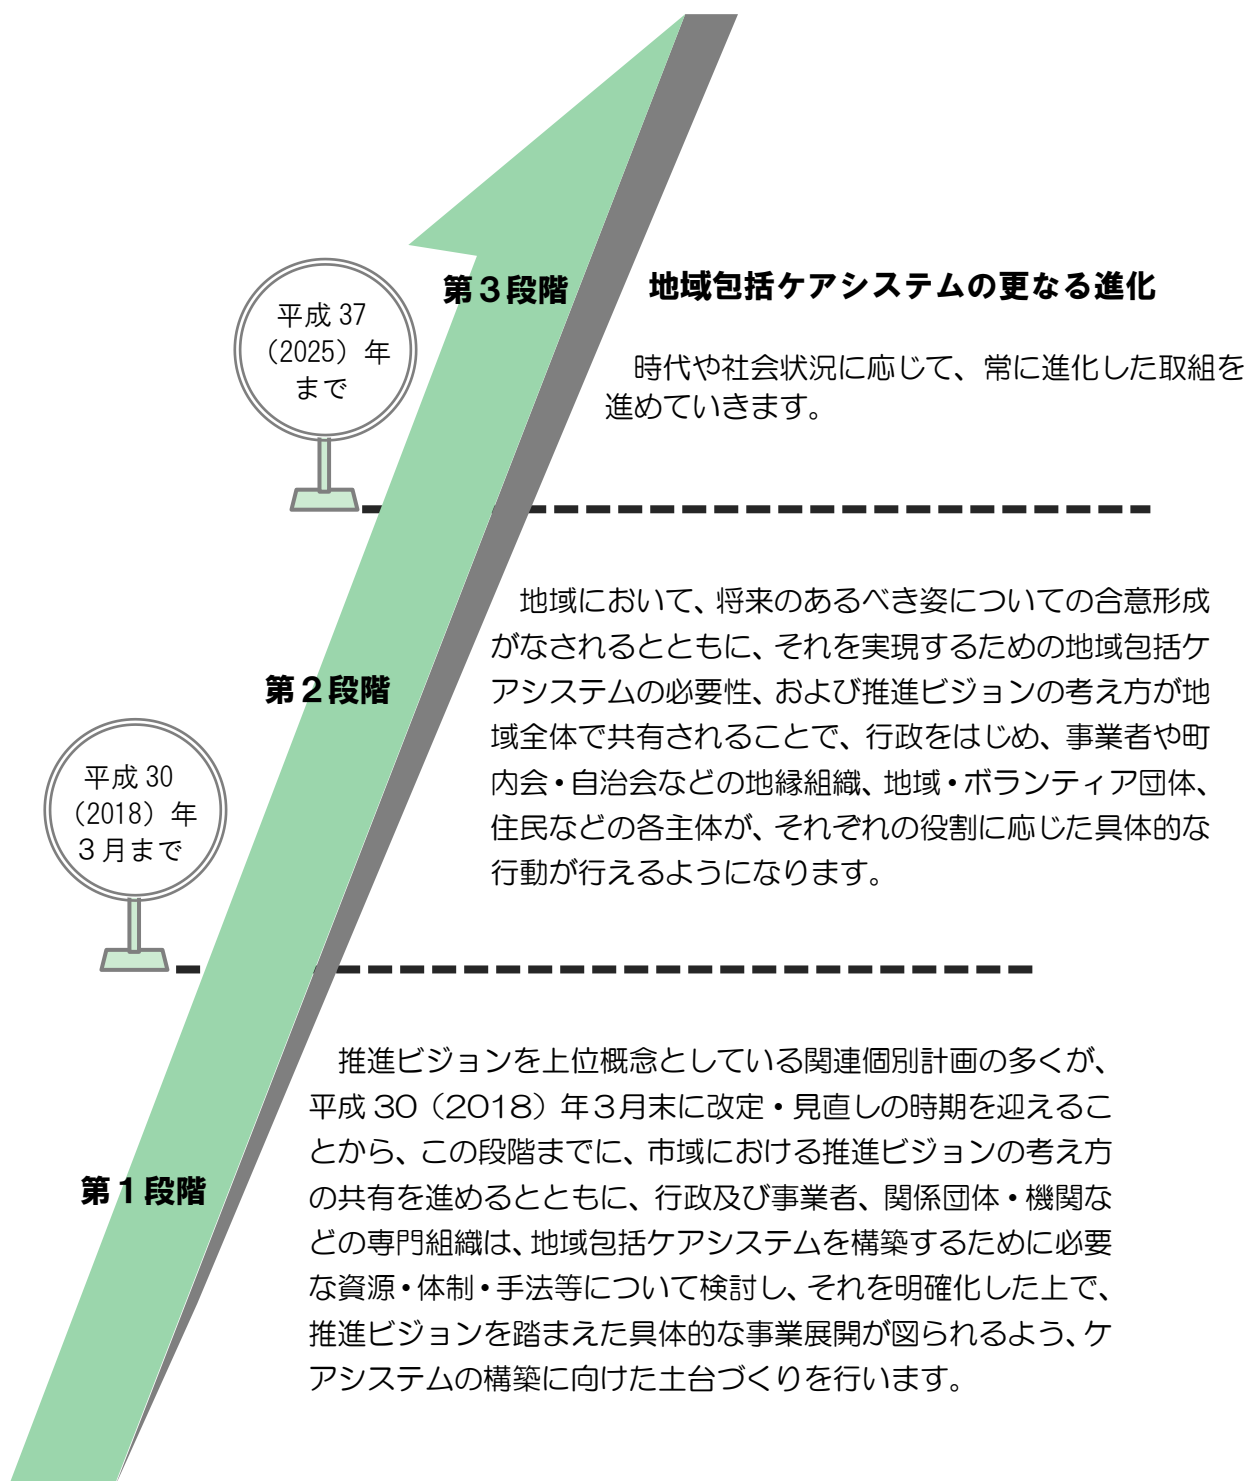 第３段階
地域包括ケアシステムの更なる進化
平成 37
（2025）年
まで
時代や社会状況に応じて、常に進化した取組を
進めていきます。
第２段階
地域において、将来のあるべき姿についての合意形成
がなされるとともに、それを実現するための地域包括ケ
アシステムの必要性、および推進ビジョンの考え方が地
域全体で共有されることで、行政をはじめ、事業者や町
内会・自治会などの地縁組織、地域・ボランティア団体、
住民などの各主体が、それぞれの役割に応じた具体的な
行動が行えるようになります。
平成 30
（2018）年
３月まで
第１段階
推進ビジョンを上位概念としている関連個別計画の多くが、
平成 30（2018）年３月末に改定・見直しの時期を迎えるこ
とから、この段階までに、市域における推進ビジョンの考え方
の共有を進めるとともに、行政及び事業者、関係団体・機関な
どの専門組織は、地域包括ケアシステムを構築するために必要
な資源・体制・手法等について検討し、それを明確化した上で、
推進ビジョンを踏まえた具体的な事業展開が図られるよう、ケ
アシステムの構築に向けた土台づくりを行います。